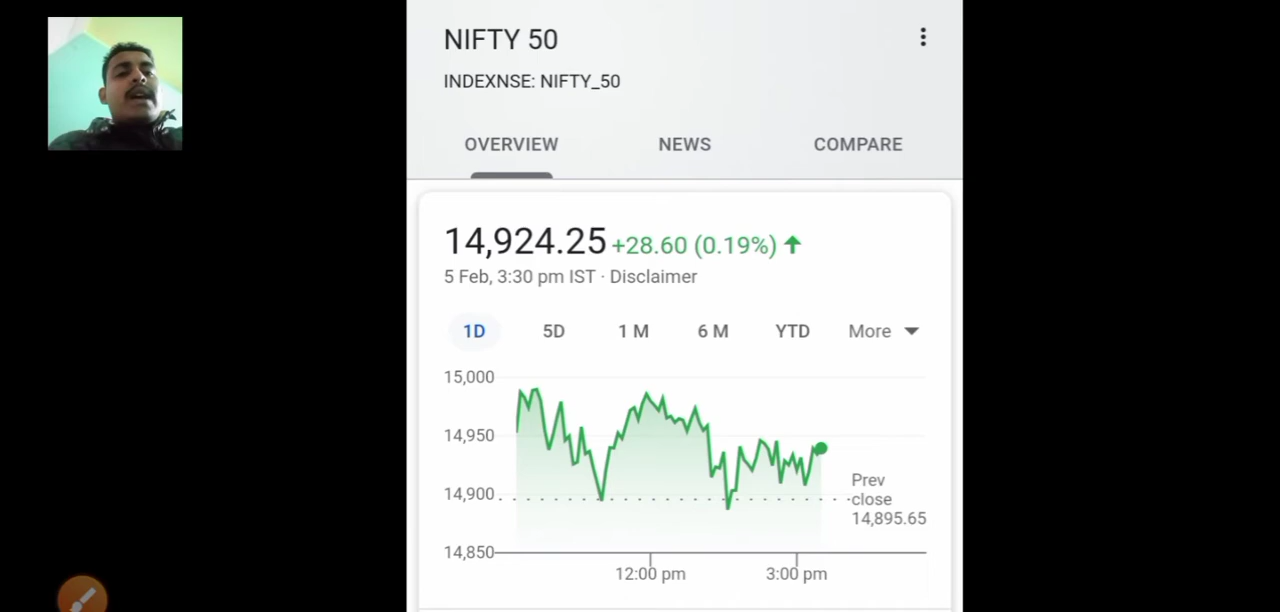 NIFTY 50
INDEXNSE: NIFTY_50
OVERVIEW NEWS COMPARE
14,924.25 +28.60 (0.19%)
5 Feb, 3:30 pm IST · Disclaimer
1D 5D 1 M 6 M YTD More
15,000
14,950
14,900
14,850
Prev
close
14,895.65
12:00 pm 3:00 pm